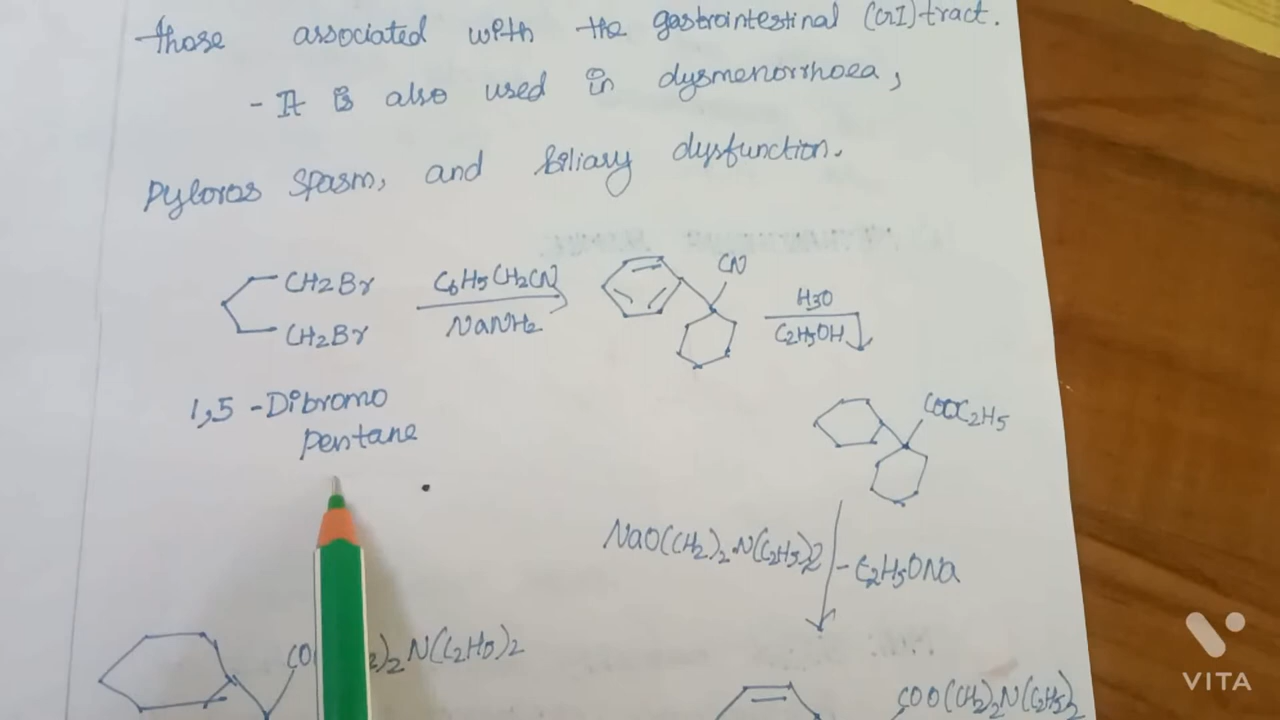 those associated with the gastrointestinal (GI) tract.
- It is also used in dysmenorrhoea,
Pyloros spasm, and biliary dysfunction.
CH2Br
CH2Br
C6H5CH2CN
NaNH2
CN
H3O
C2H5OH
1,5-Dibromo
pentane
COOC2H5
NaO(CH2)2·N(C2H5)2
- C2H5ONa
)2 N(C2H5)2
COO(CH2)2N(C2H5)2
VITA